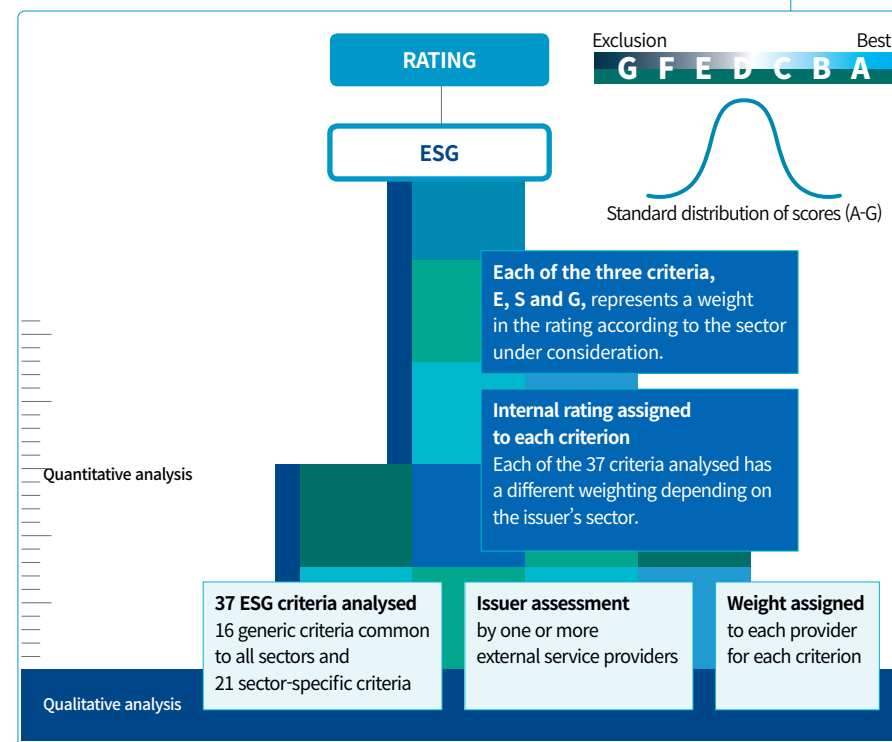 RATING
ESG
Exclusion Best
G F E D C B A
Standard distribution of scores (A-G)
Each of the three criteria,
E, S and G, represents a weight
in the rating according to the sector
under consideration.
Internal rating assigned
to each criterion
Each of the 37 criteria analysed has
a different weighting depending on
the issuer’s sector.
Quantitative analysis
37 ESG criteria analysed
16 generic criteria common
to all sectors and
21 sector-specific criteria
Issuer assessment
by one or more
external service providers
Weight assigned
to each provider
for each criterion
Qualitative analysis